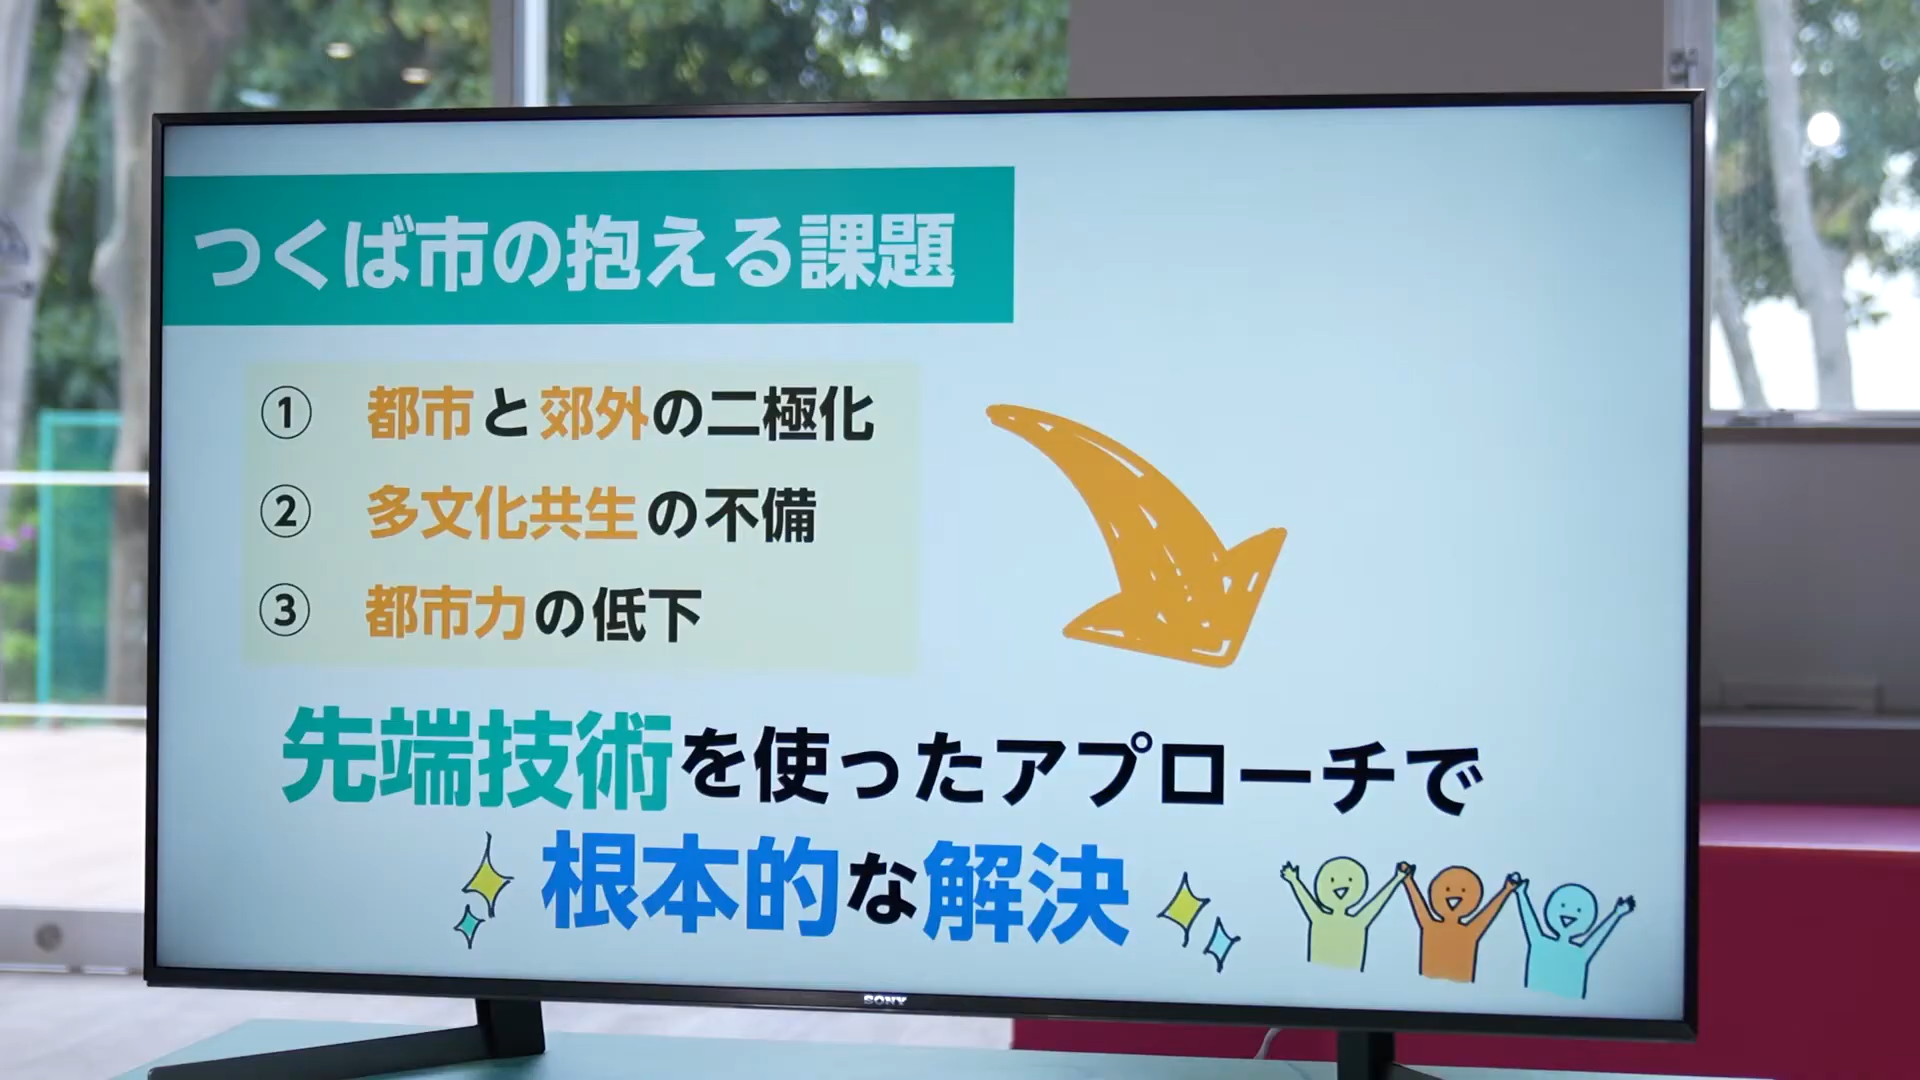 つくば市の抱える課題
① 都市と郊外の二極化
② 多文化共生の不備
③ 都市力の低下
先端技術を使ったアプローチで
根本的な解決
SONY